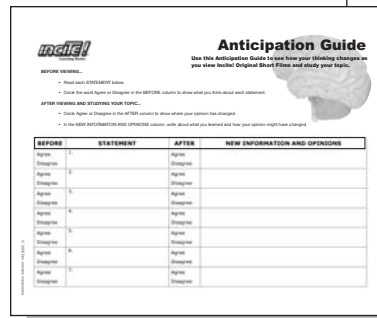 incite!
Anticipation Guide
Use this Anticipation Guide to see how your thinking changes as
you view Incite! Original Short Films and study your topic.
BEFORE VIEWING...
• Read each STATEMENT below.
• Circle the word Agree or Disagree in the BEFORE column to show what you think about each statement.
AFTER VIEWING AND STUDYING YOUR TOPIC...
• Circle Agree or Disagree in the AFTER column to show where your opinion has changed.
• In the NEW INFORMATION AND OPINIONS column, write about what you learned and how your opinion might have changed.
BEFORE STATEMENT AFTER NEW INFORMATION AND OPINIONS
Agree 1. Agree
Disagree Disagree
Agree 2. Agree
Disagree Disagree
Agree 3. Agree
Disagree Disagree
Agree 4. Agree
Disagree Disagree
Agree 5. Agree
Disagree Disagree
Agree 6. Agree
Disagree Disagree
Agree 7. Agree
Disagree Disagree